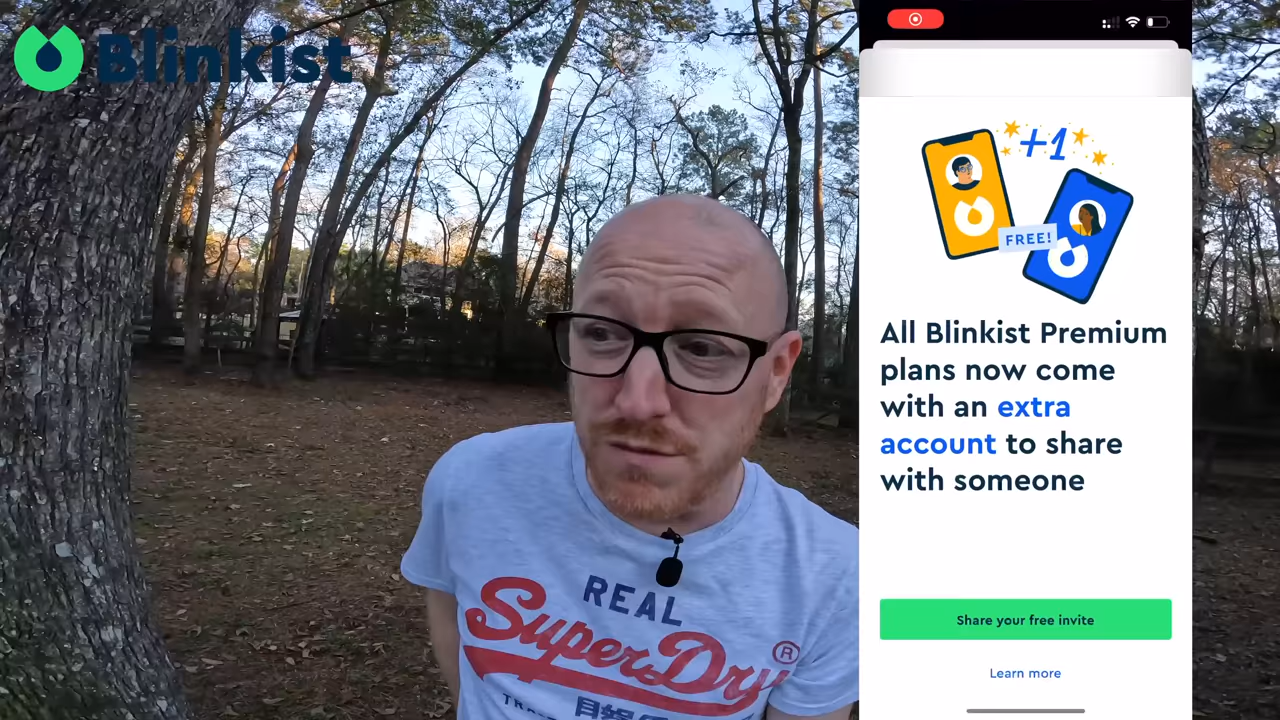 Blinkist
+1
FREE!
All Blinkist Premium
plans now come
with an extra
account to share
with someone
Share your free invite
Learn more
REAL
SuperDry®